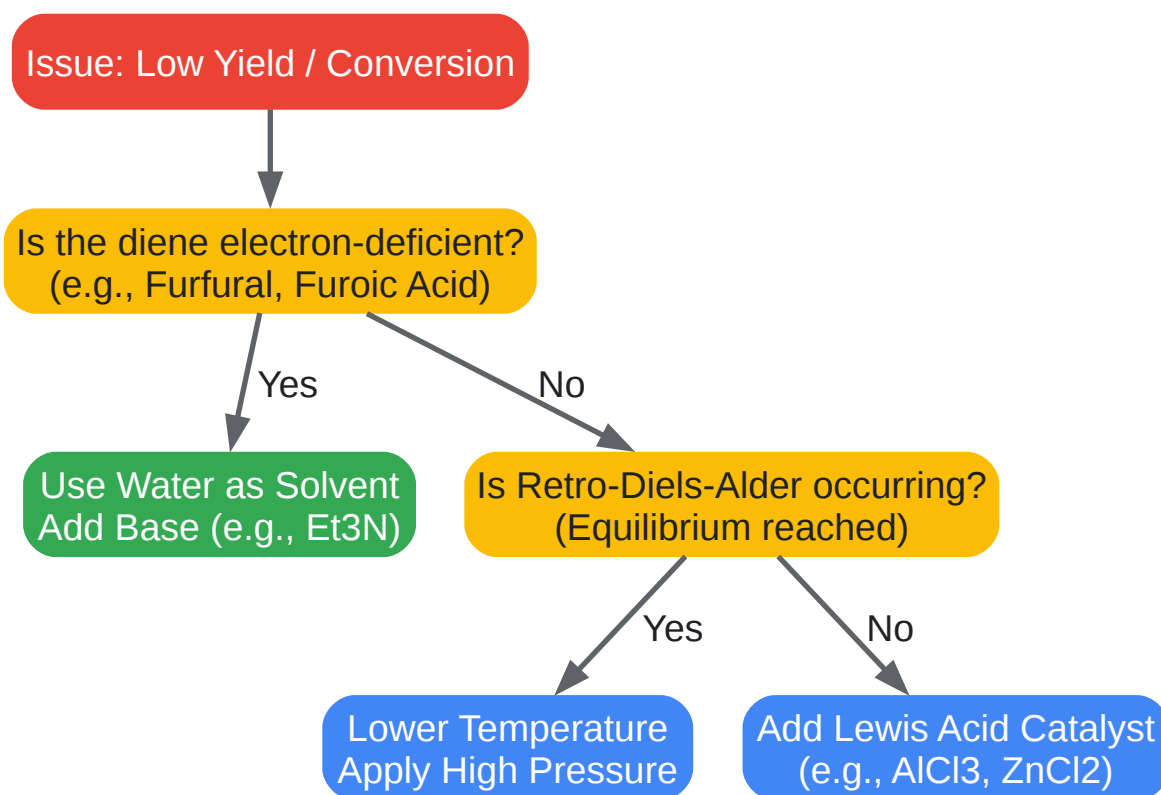 Issue: Low Yield / Conversion
Is the diene electron-deficient?
(e.g., Furfural, Furoic Acid)
Yes
No
Use Water as Solvent
Add Base (e.g., Et3N)
Is Retro-Diels-Alder occurring?
(Equilibrium reached)
Yes
No
Lower Temperature
Apply High Pressure
Add Lewis Acid Catalyst
(e.g., AlCl3, ZnCl2)